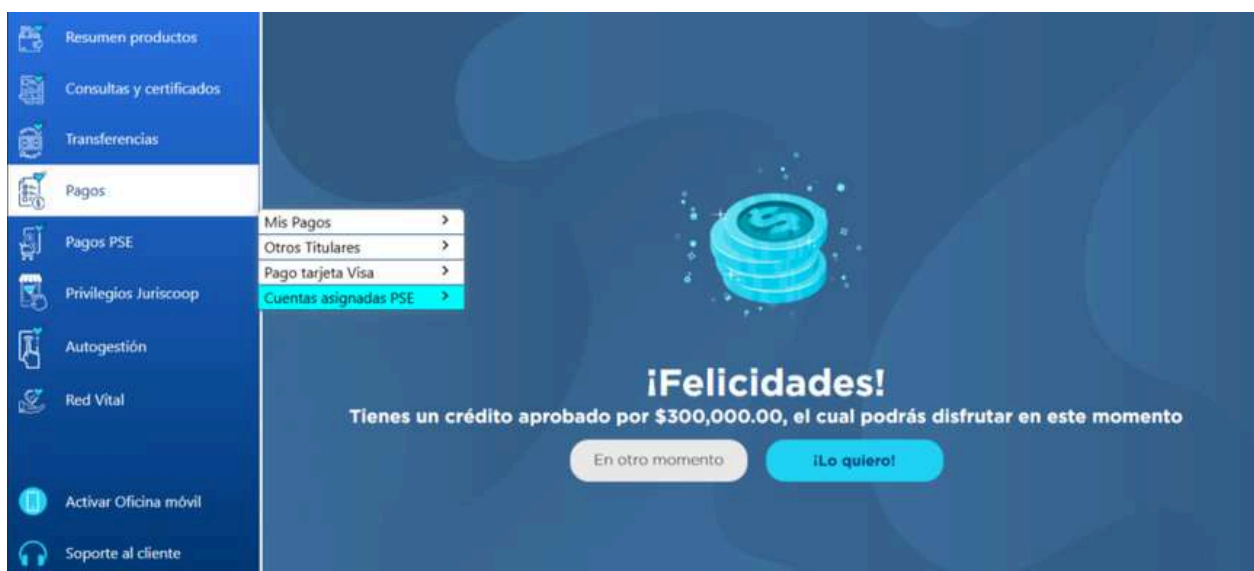 Resumen productos
Consultas y certificados
Transferencias
Pagos
Mis Pagos
Otros Titulares
Pago tarjeta Visa
Cuentas asignadas PSE
Pagos PSE
Privilegios Juriscoop
Autogestión
Red Vital
Activar Oficina móvil
Soporte al cliente
¡Felicidades!
Tienes un crédito aprobado por $300,000.00, el cual podrás disfrutar en este momento
En otro momento
¡Lo quiero!